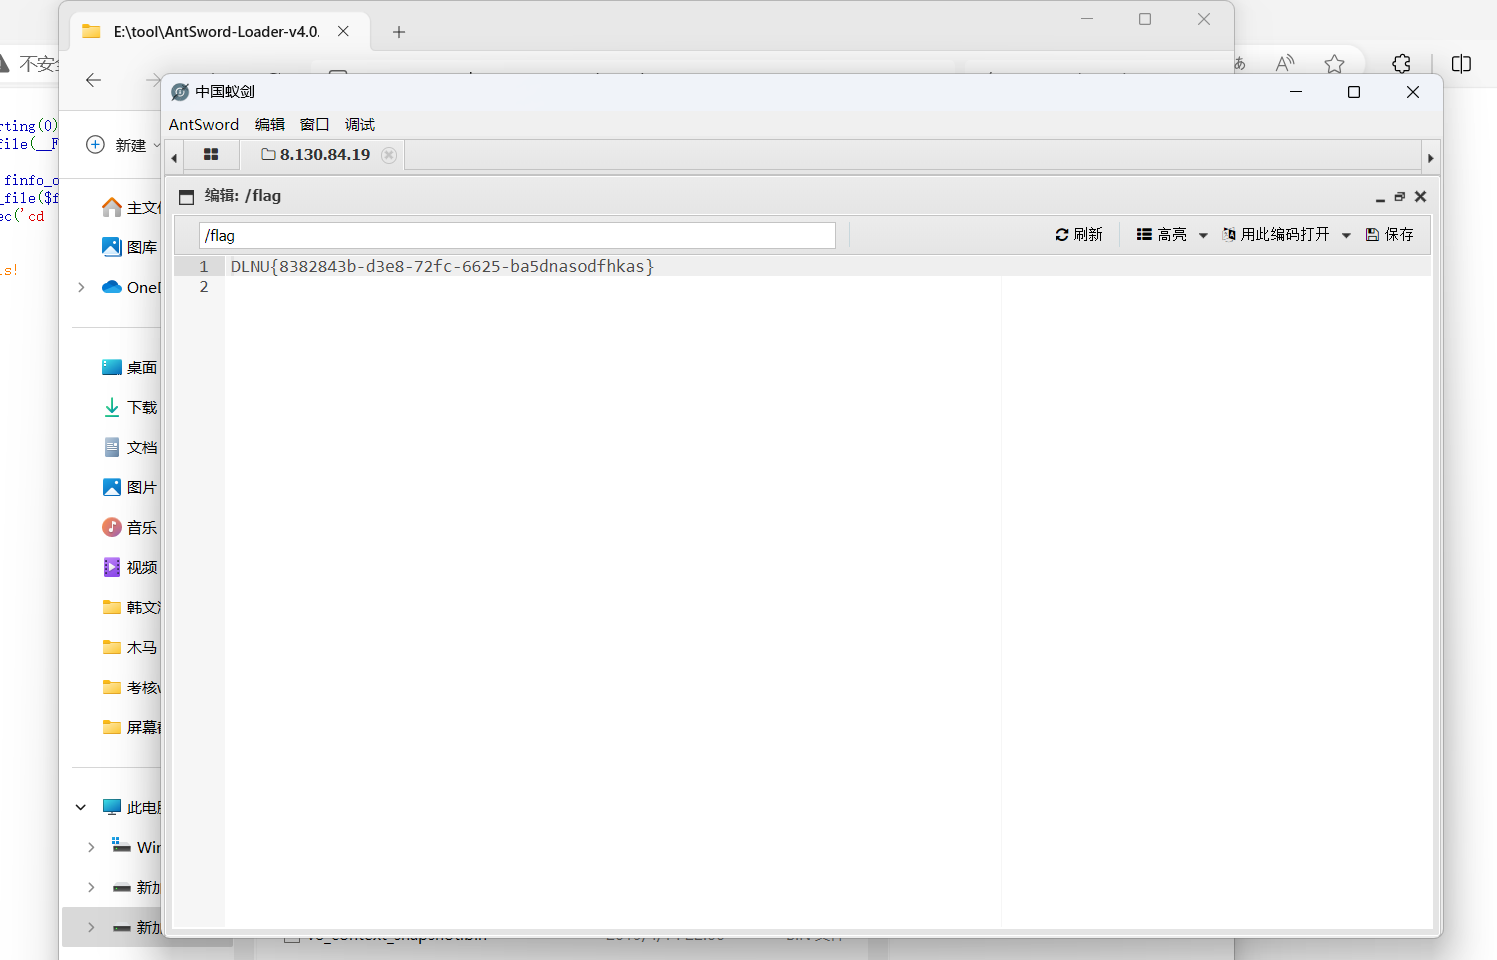 E:\tool\AntSword-Loader-v4.0.
不安
中国蚁剑
AntSword 编辑 窗口 调试
rting(0)
file(__F
新建
8.130.84.19
finfo_o
_file($f
ec('cd
编辑: /flag
主文
/flag
刷新 高亮 用此编码打开 保存
图库
1 DLNU{8382843b-d3e8-72fc-6625-ba5dnasodfhkas}
2
ls!
One
桌面
下载
文档
图片
音乐
视频
韩文
木马
考核
屏幕
此电
Win
新加
新加